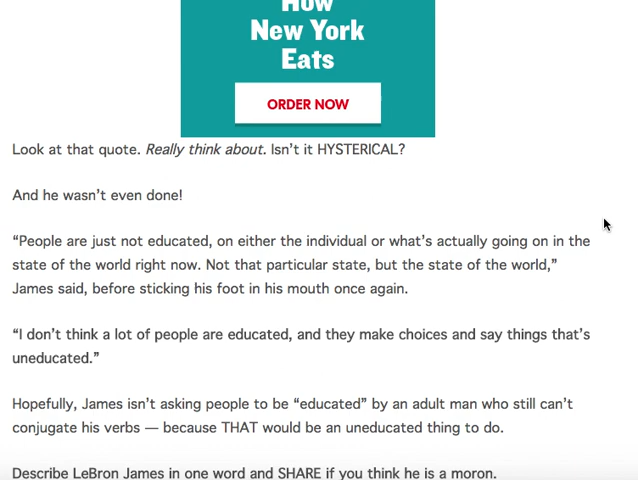 How
New York
Eats
ORDER NOW
Look at that quote. Really think about. Isn’t it HYSTERICAL?
And he wasn’t even done!
“People are just not educated, on either the individual or what’s actually going on in the
state of the world right now. Not that particular state, but the state of the world,”
James said, before sticking his foot in his mouth once again.
“I don’t think a lot of people are educated, and they make choices and say things that’s
uneducated.”
Hopefully, James isn’t asking people to be “educated” by an adult man who still can’t
conjugate his verbs — because THAT would be an uneducated thing to do.
Describe LeBron James in one word and SHARE if you think he is a moron.